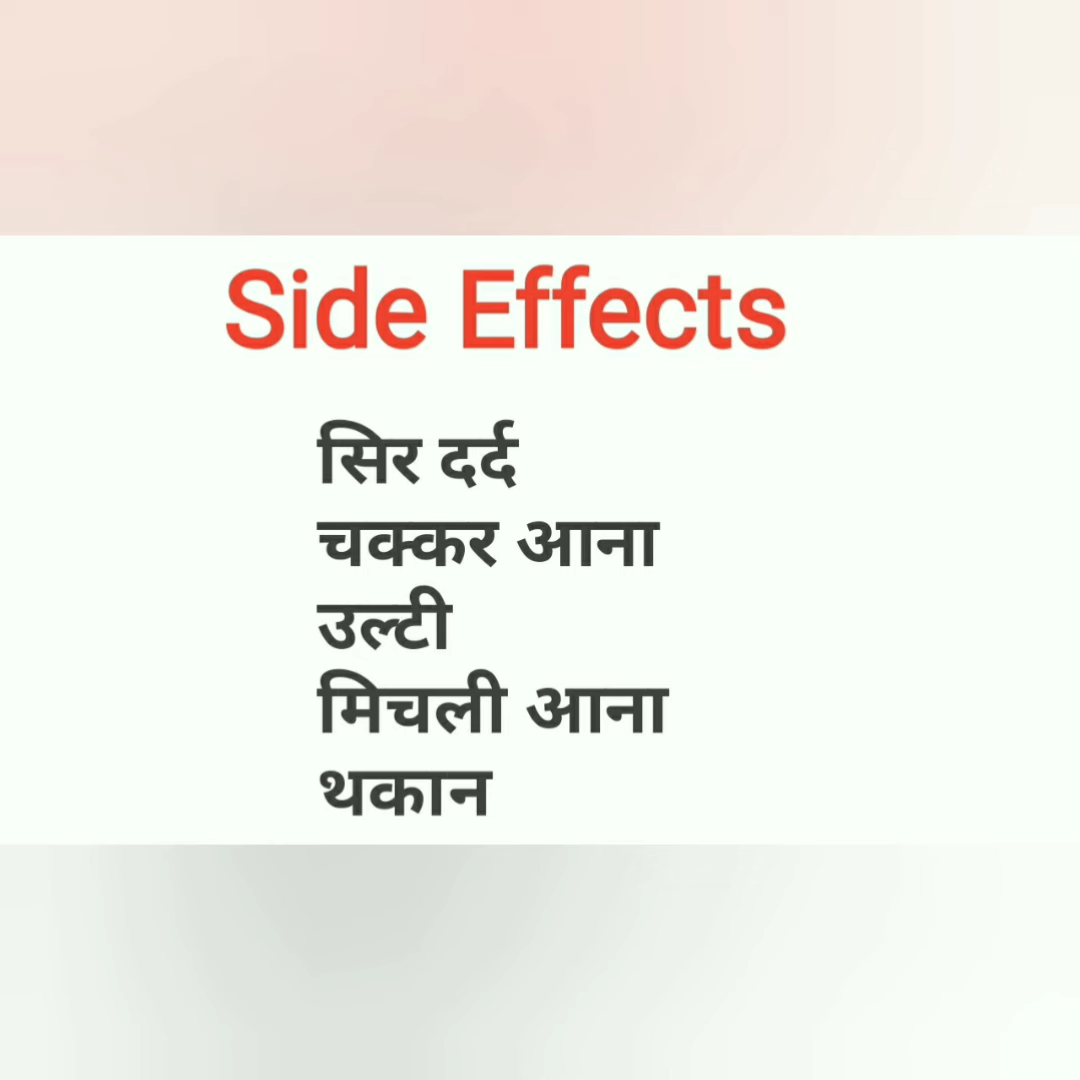 Side Effects
सिर दर्द
चक्कर आना
उल्टी
मिचली आना
थकान